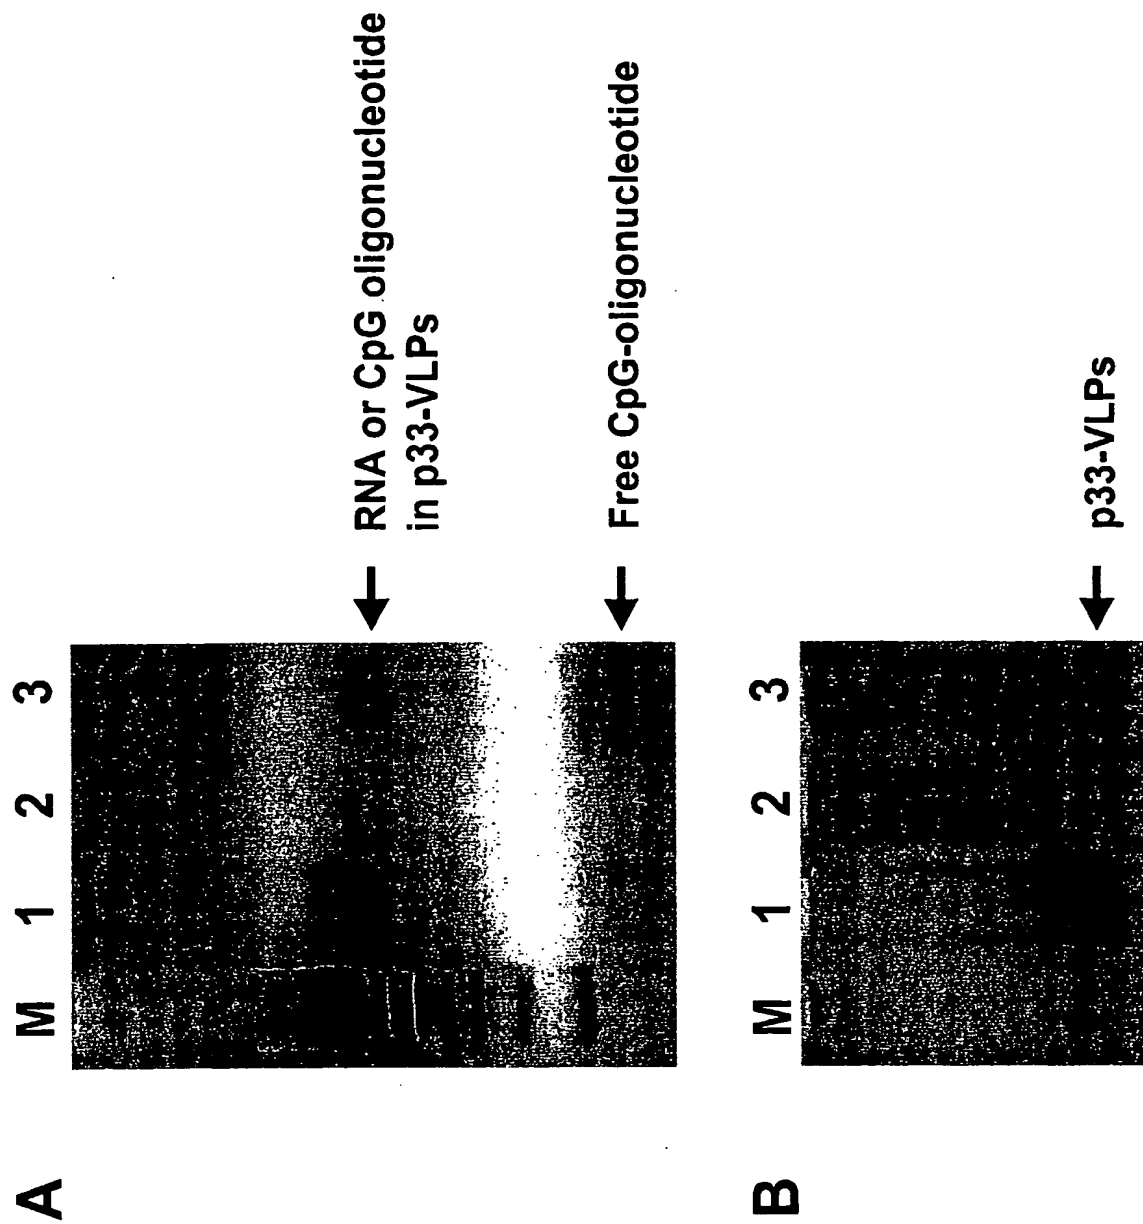 A
M 1 2 3
RNA or CpG oligonucleotide
in p33-VLPs
Free CpG-oligonucleotide
B
M 1 2 3
p33-VLPs